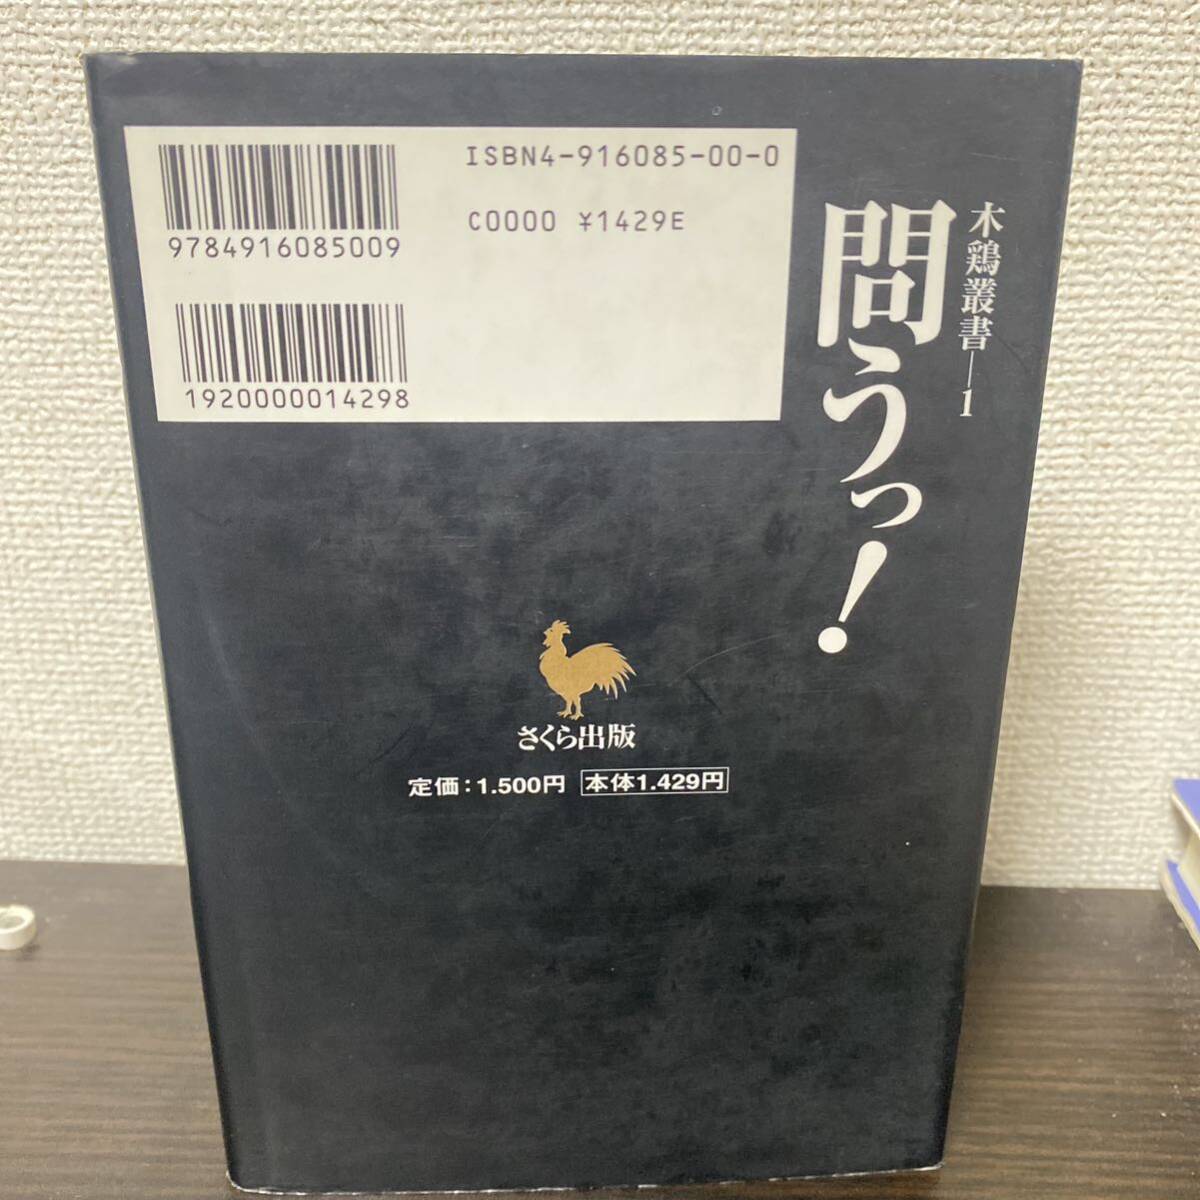 木鶏叢書—1
問うっ!
ISBN4-916085-00-0
C0000 ¥1429E
9784916085009
1920000014298
さくら出版
定価:1.500円 本体1.429円